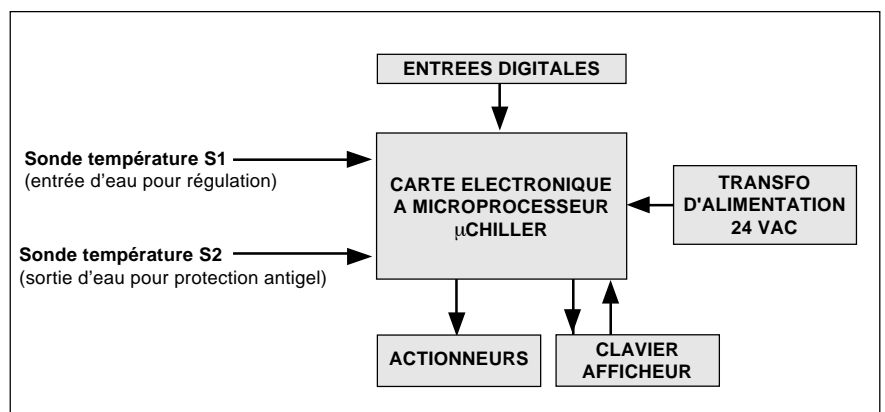 ENTREES DIGITALES
Sonde température S1
(entrée d'eau pour régulation)
CARTE ELECTRONIQUE
A MICROPROCESSEUR
µCHILLER
TRANSFO
D'ALIMENTATION
24 VAC
Sonde température S2
(sortie d'eau pour protection antigel)
ACTIONNEURS
CLAVIER
AFFICHEUR